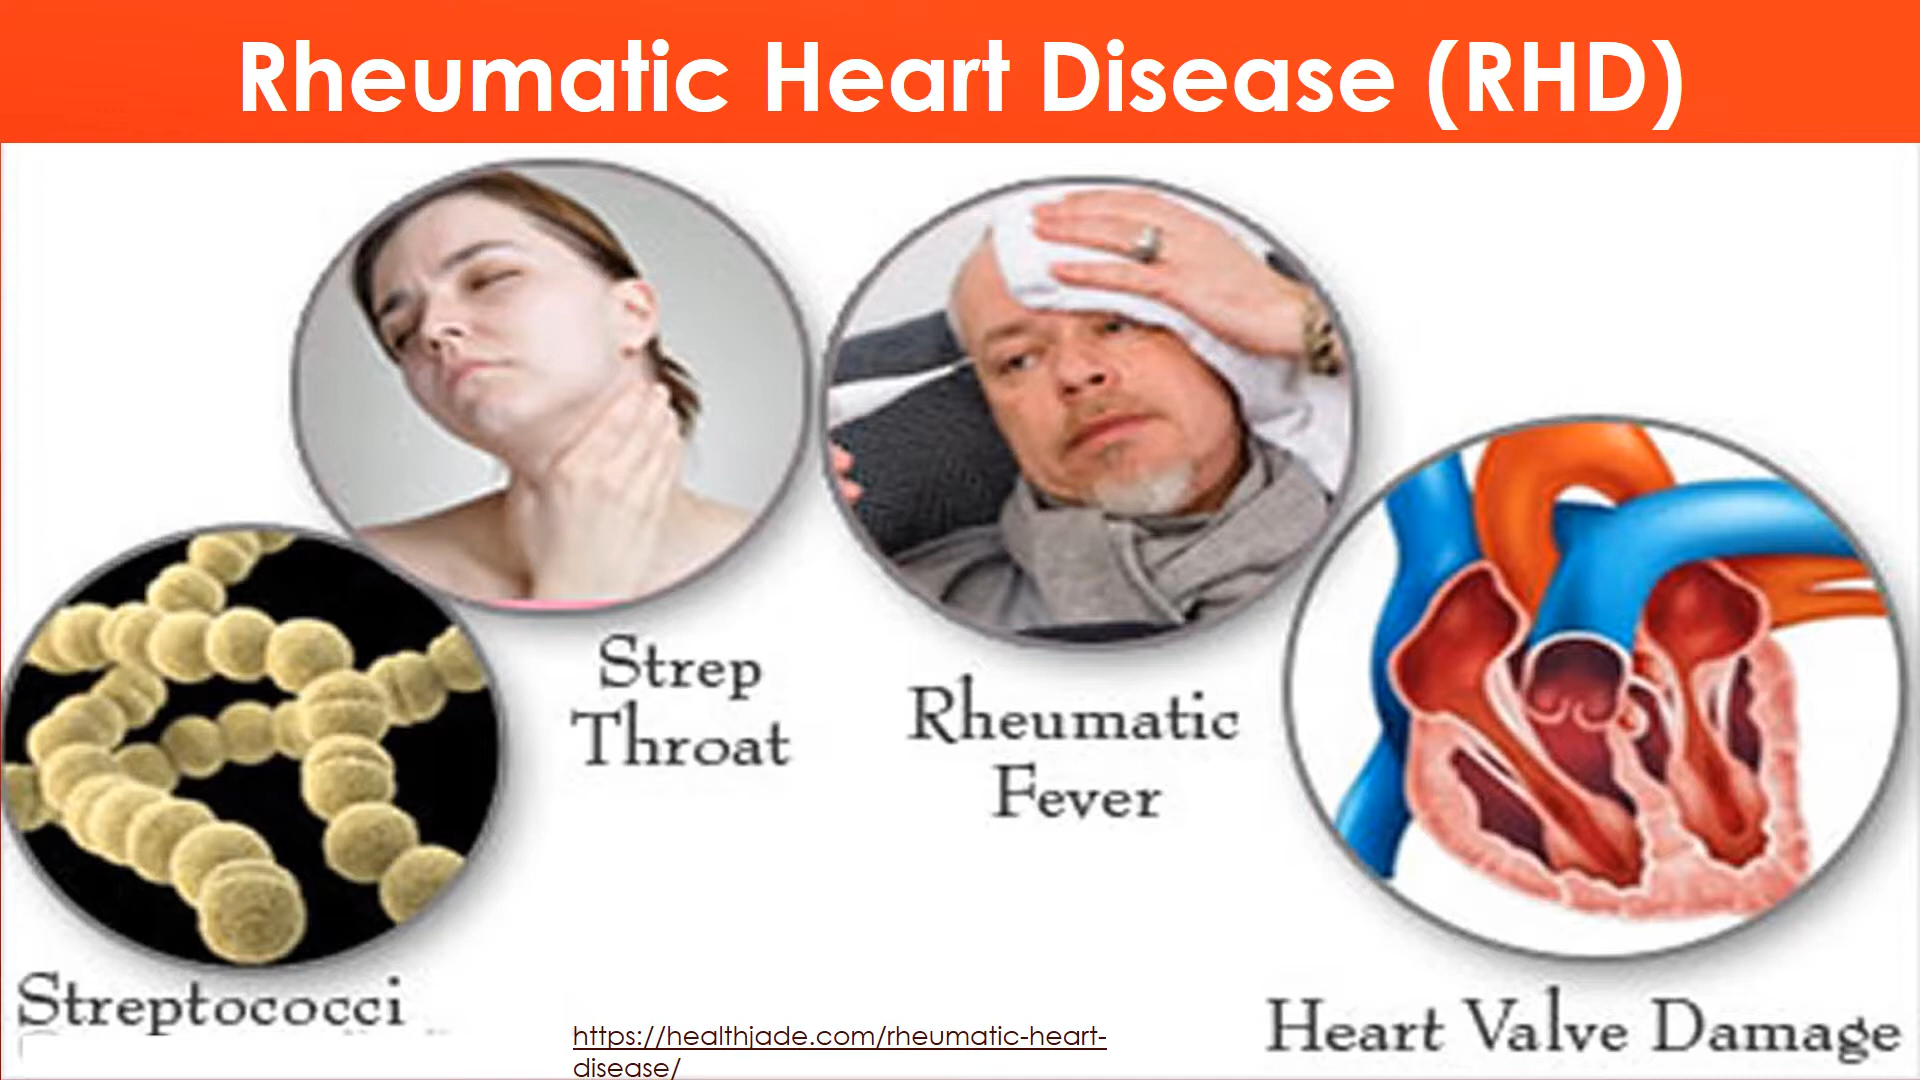 Rheumatic Heart Disease (RHD)
Strep
Throat
Rheumatic
Fever
Streptococci
Heart Valve Damage
https://healthjade.com/rheumatic-heart-
disease/